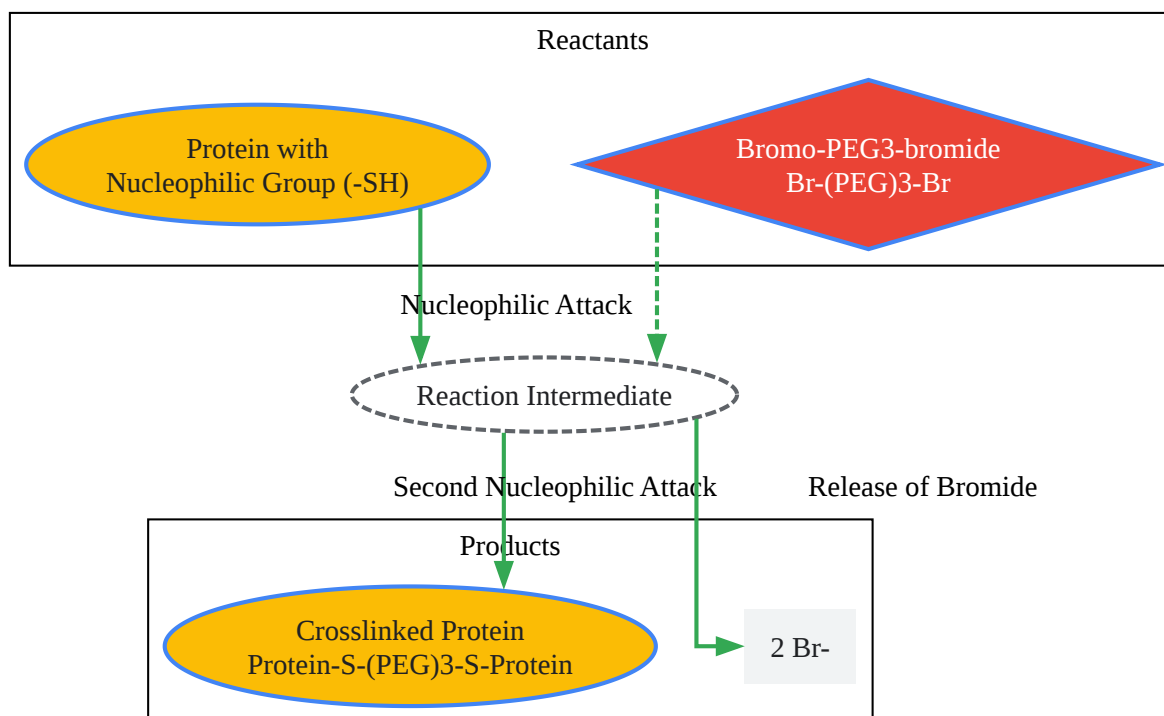 Reactants
Protein with
Nucleophilic Group (-SH)
Bromo-PEG3-bromide
Br-(PEG)3-Br
Nucleophilic Attack
Reaction Intermediate
Second Nucleophilic Attack
Release of Bromide
Products
Crosslinked Protein
Protein-S-(PEG)3-S-Protein
2 Br-